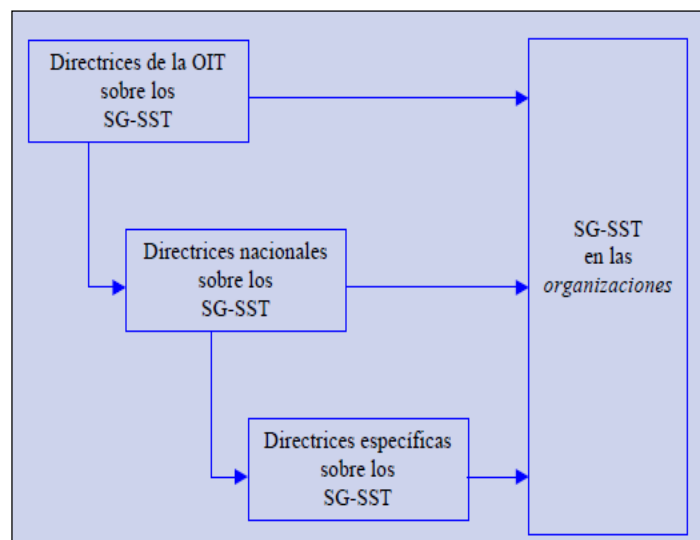 Directrices de la OIT
sobre los
SG-SST
Directrices nacionales
sobre los
SG-SST
Directrices específicas
sobre los
SG-SST
SG-SST
en las
organizaciones